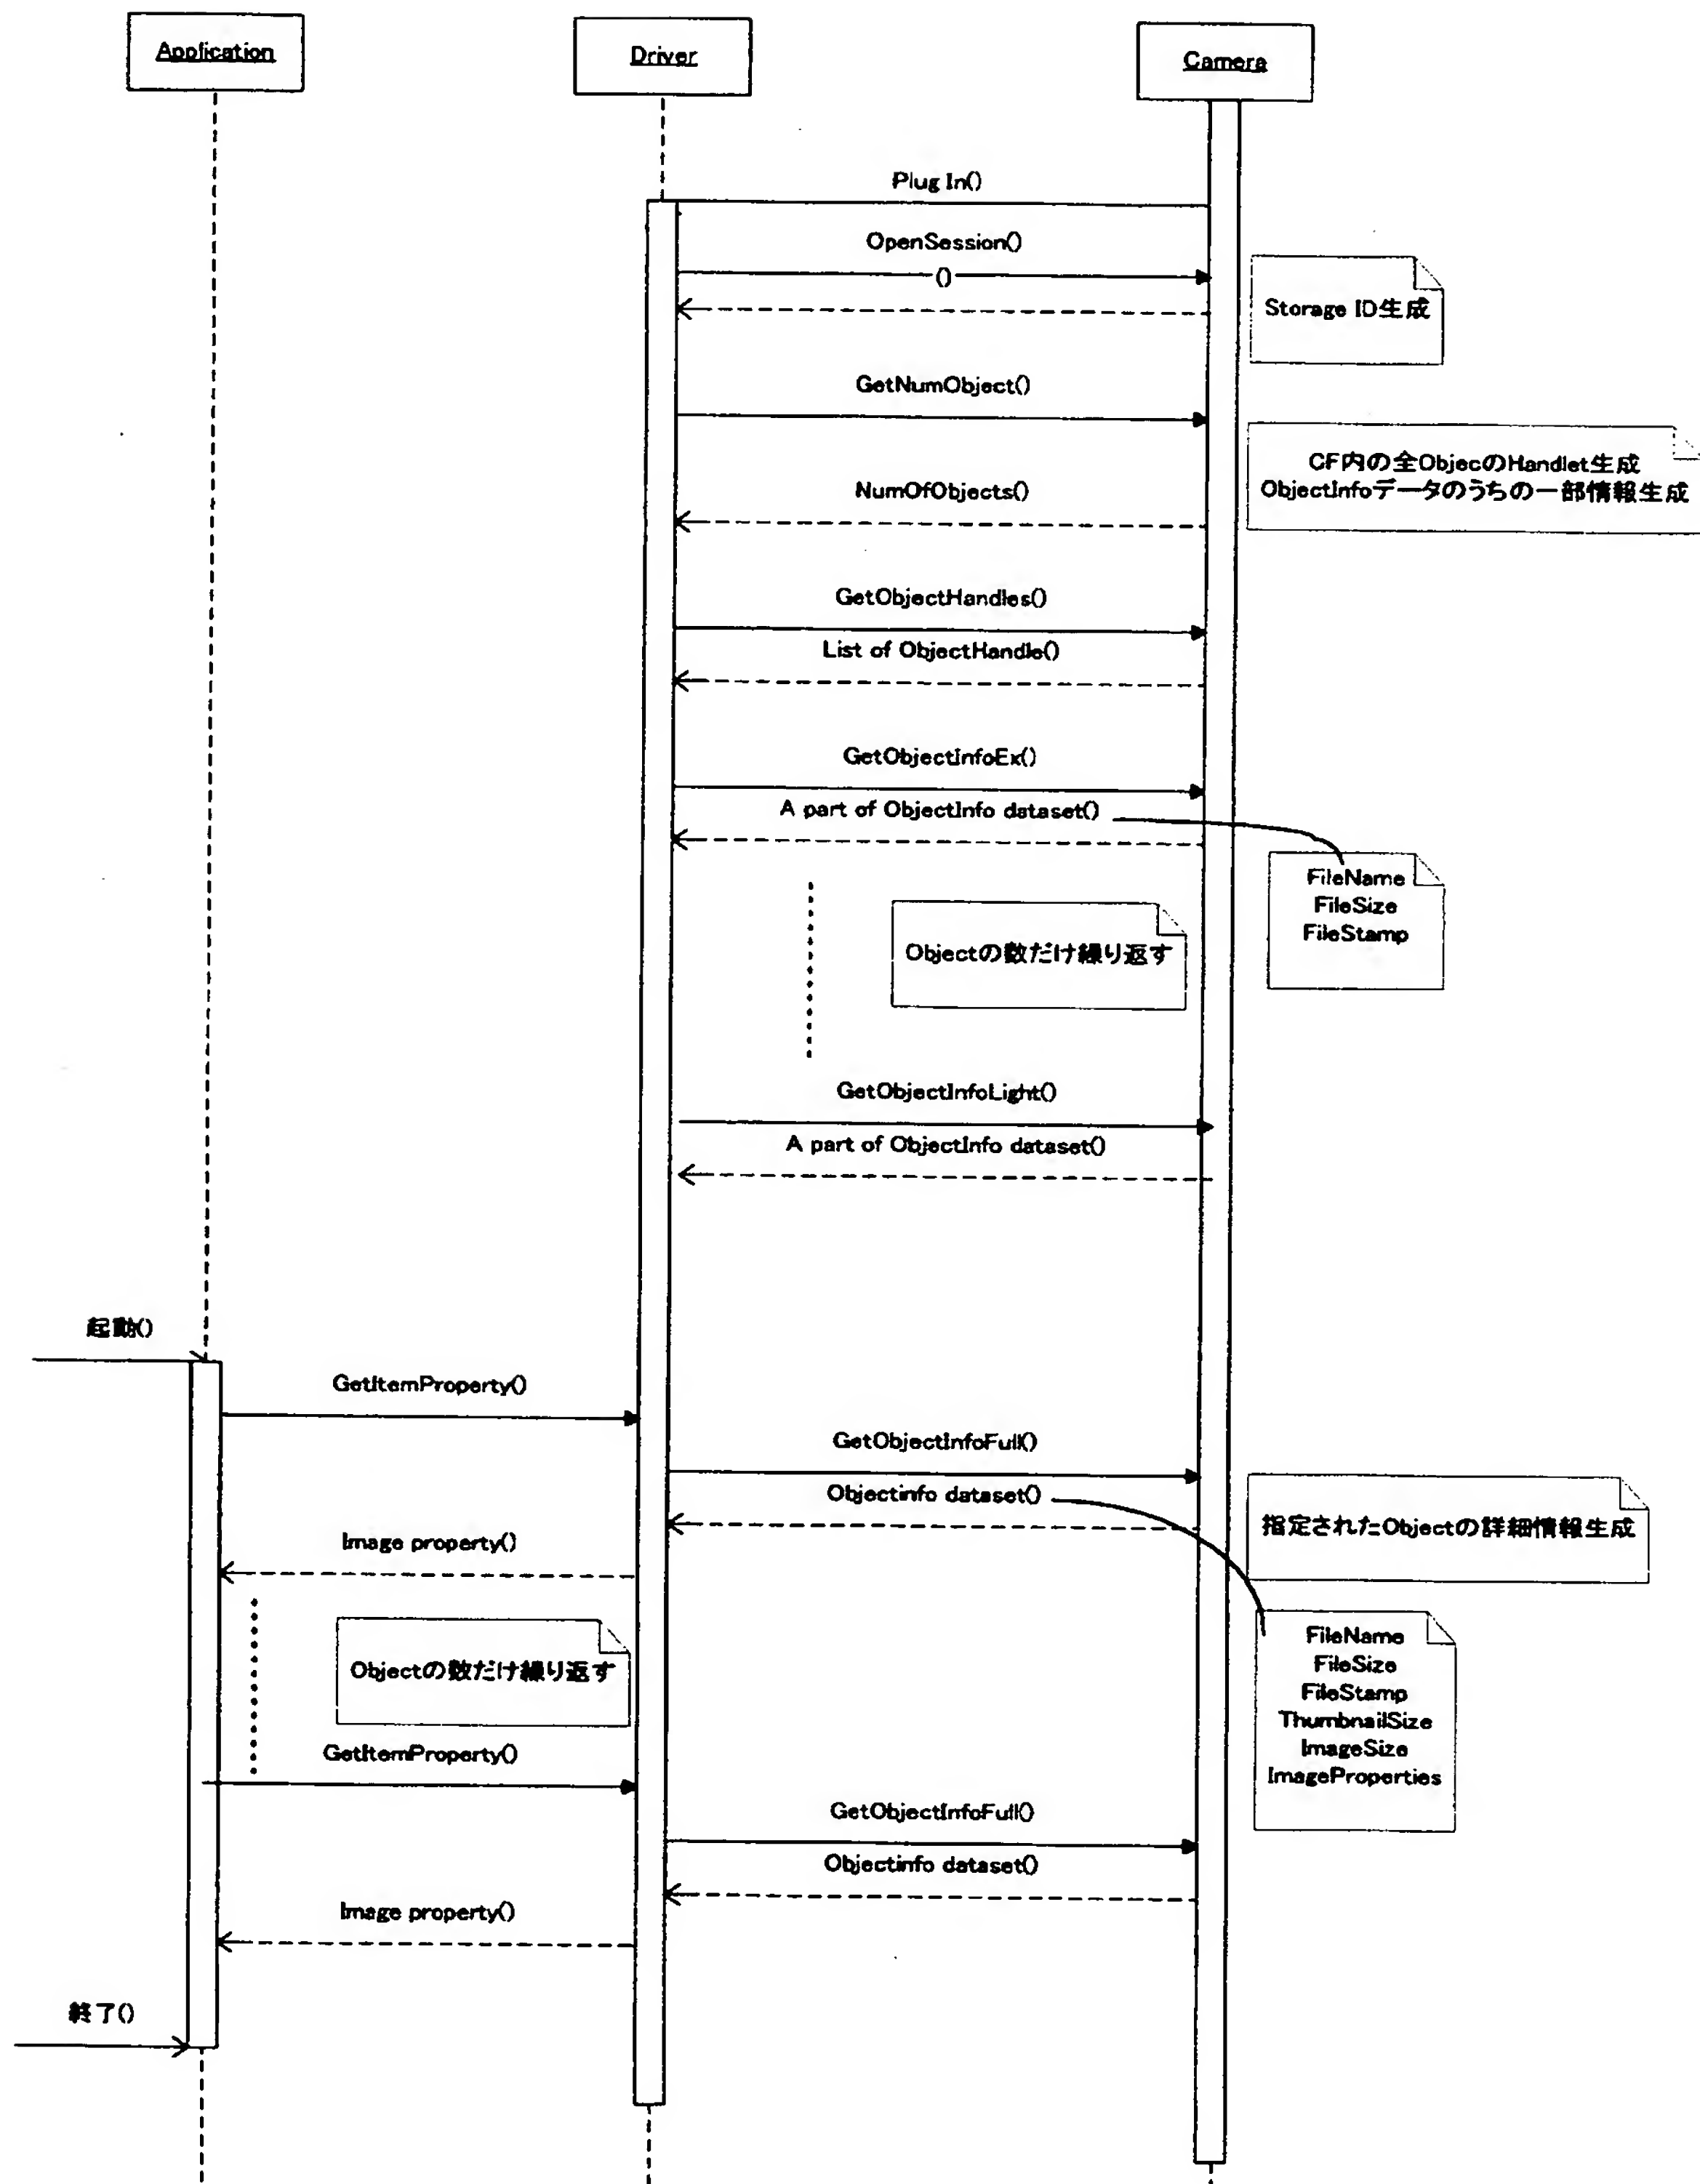 Application
Driver
Camera
Plug In()
OpenSession()
()
Storage ID生成
GetNumObject()
CF内の全ObjecのHandlet生成
ObjectInfoデータのうちの一部情報生成
NumOfObjects()
GetObjectHandles()
List of ObjectHandle()
GetObjectInfoEx()
A part of ObjectInfo dataset()
FileName
FileSize
FileStamp
Objectの数だけ繰り返す
GetObjectInfoLight()
A part of ObjectInfo dataset()
起動()
GetItemProperty()
GetObjectInfoFull()
Objectinfo dataset()
指定されたObjectの詳細情報生成
Image property()
FileName
FileSize
FileStamp
ThumbnailSize
ImageSize
ImageProperties
Objectの数だけ繰り返す
GetItemProperty()
GetObjectInfoFull()
Objectinfo dataset()
Image property()
終了()